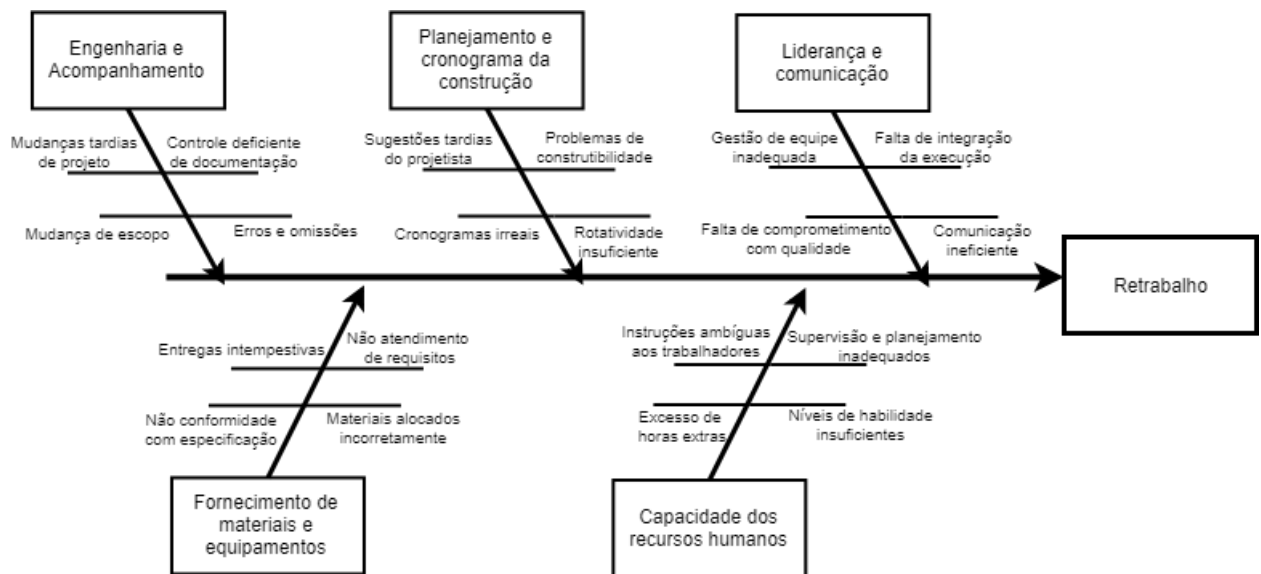 Engenharia e
Acompanhamento
Planejamento e
cronograma da
construção
Liderança e
comunicação
Mudanças tardias
de projeto
Controle deficiente
de documentação
Sugestões tardias
do projetista
Problemas de
construtibilidade
Gestão de equipe
inadequada
Falta de integração
da execução
Mudança de escopo
Erros e omissões
Cronogramas irreais
Rotatividade
insuficiente
Falta de comprometimento
com qualidade
Comunicação
ineficiente
Retrabalho
Entregas intempestivas
Não atendimento
de requisitos
Instruções ambíguas
aos trabalhadores
Supervisão e planejamento
inadequados
Não conformidade
com especificação
Materiais alocados
incorretamente
Excesso de
horas extras
Níveis de habilidade
insuficientes
Fornecimento de
materiais e
equipamentos
Capacidade dos
recursos humanos